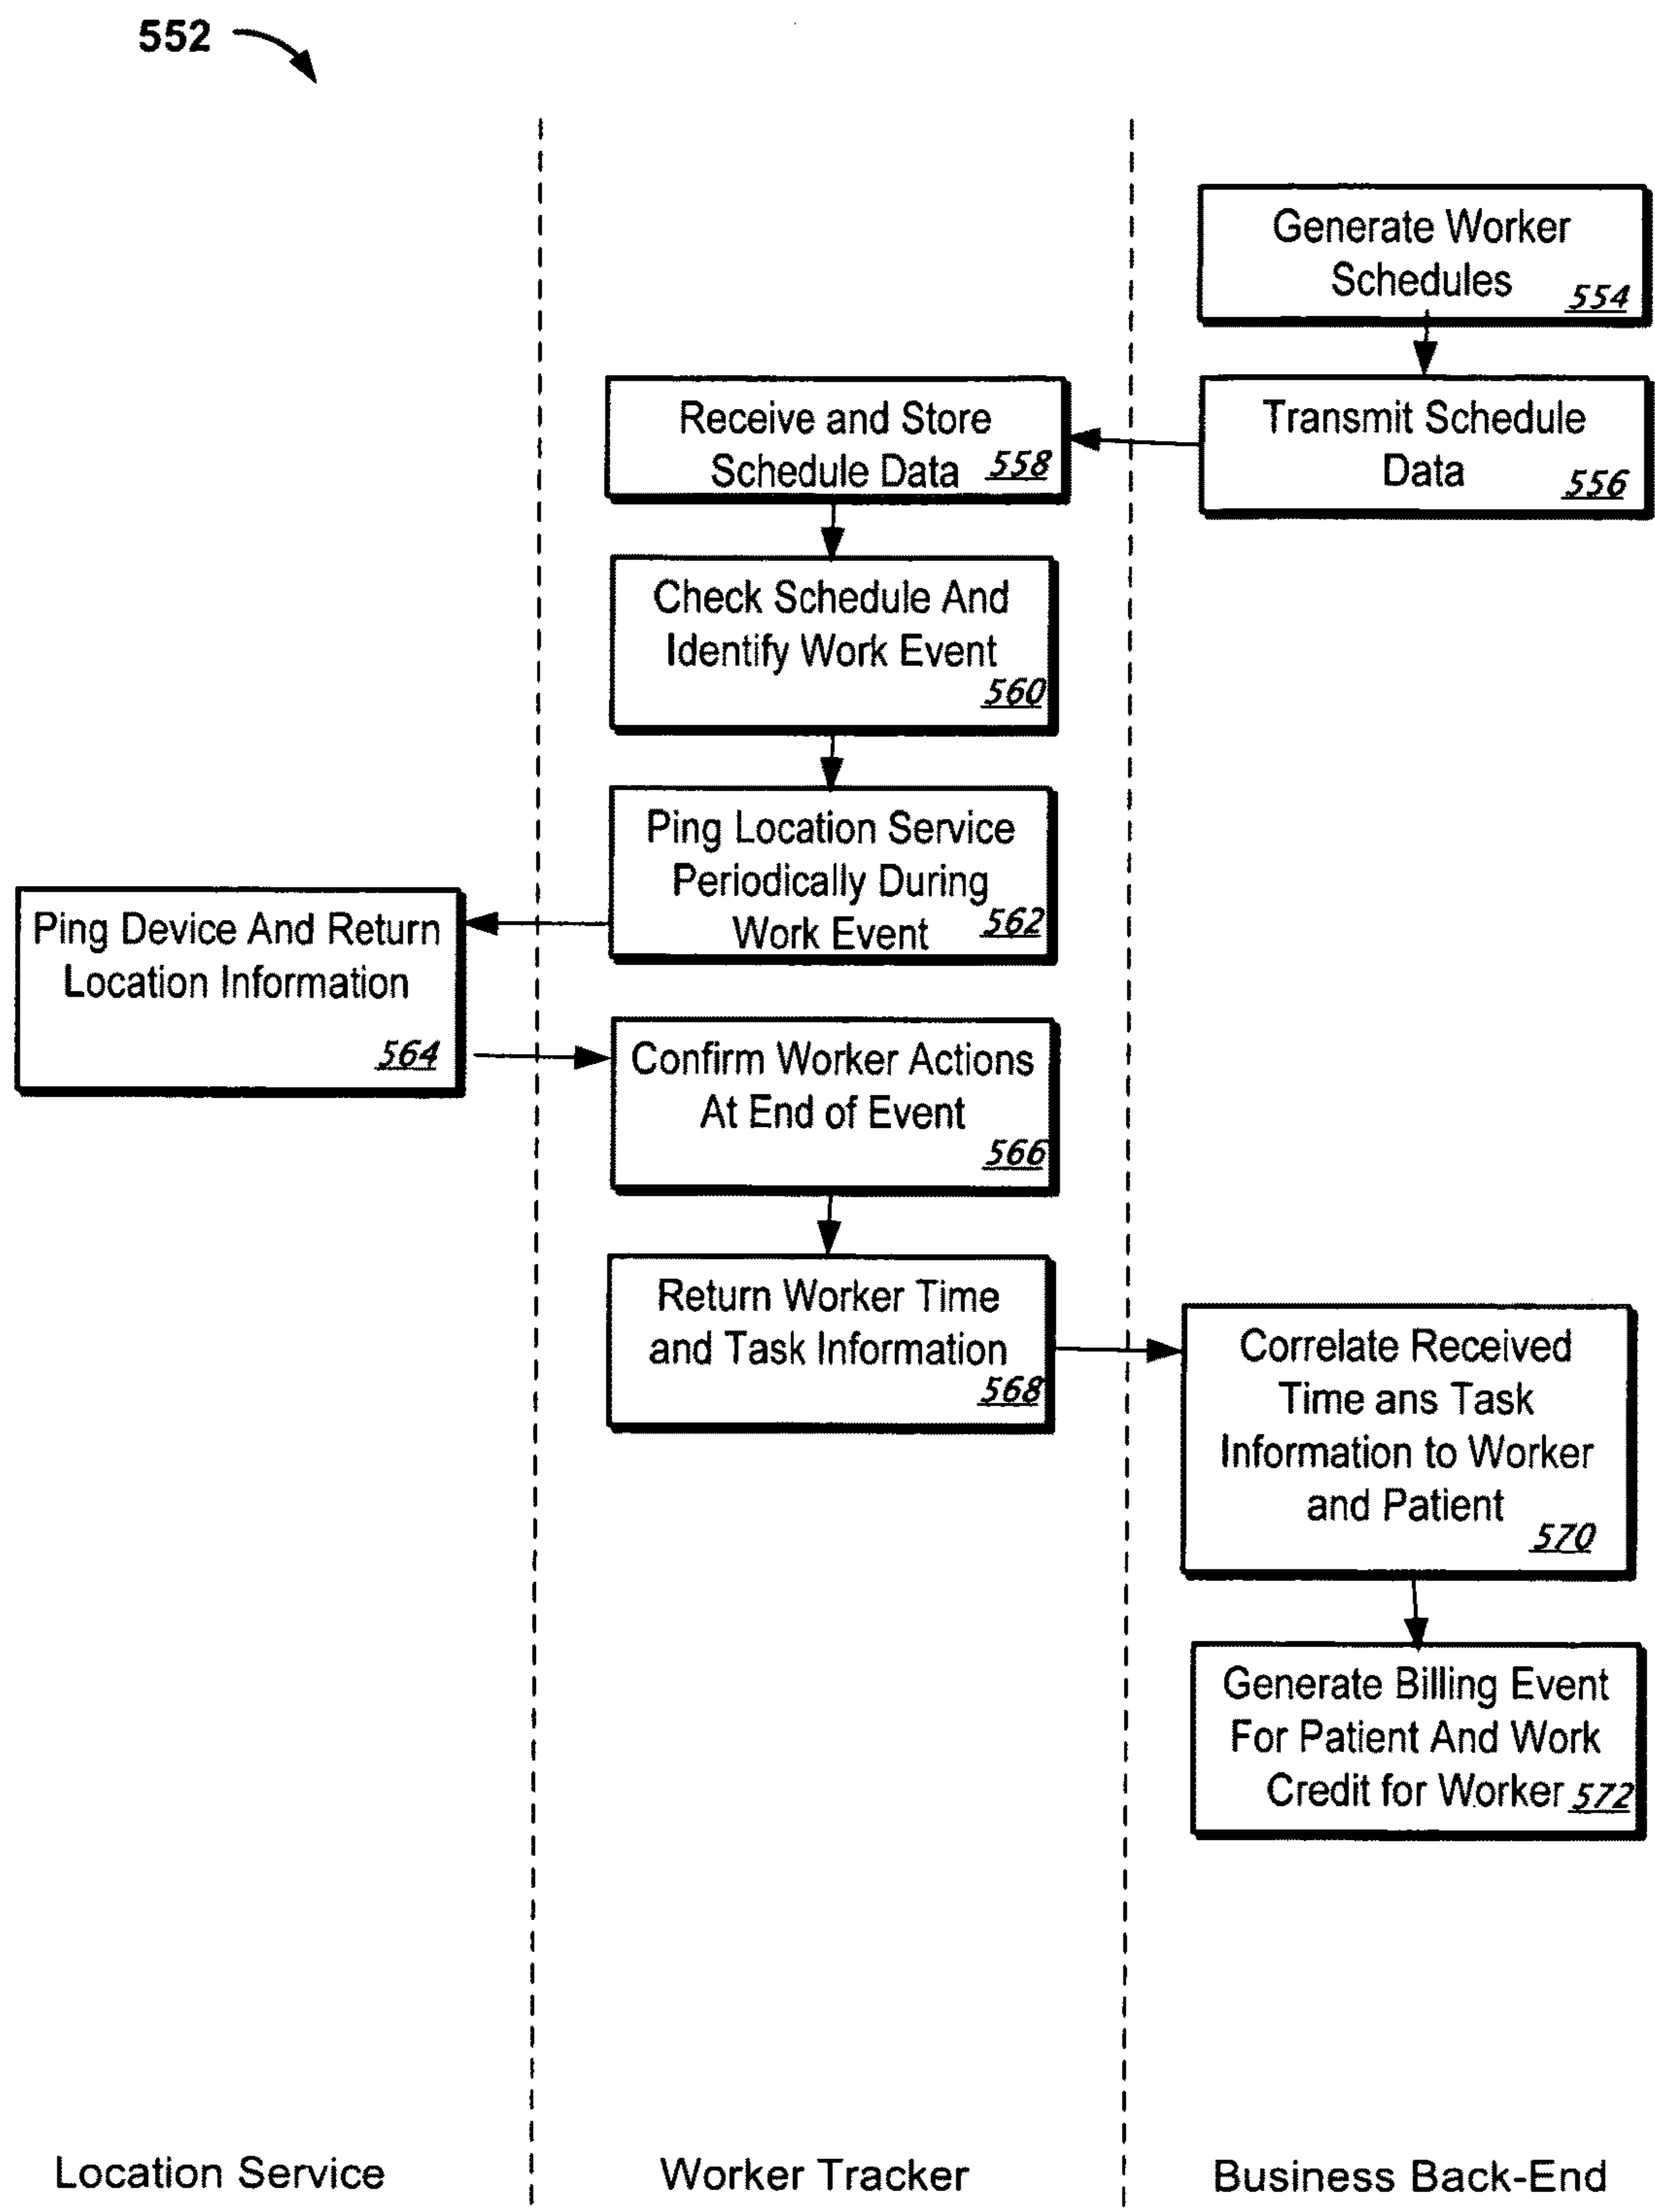 552
Generate Worker
Schedules 554
Transmit Schedule
Data 556
Receive and Store
Schedule Data 558
Check Schedule And
Identify Work Event
560
Ping Location Service
Periodically During
Work Event 562
Ping Device And Return
Location Information
564
Confirm Worker Actions
At End of Event
566
Return Worker Time
and Task Information
568
Correlate Received
Time ans Task
Information to Worker
and Patient
570
Generate Billing Event
For Patient And Work
Credit for Worker 572
Location Service
Worker Tracker
Business Back-End